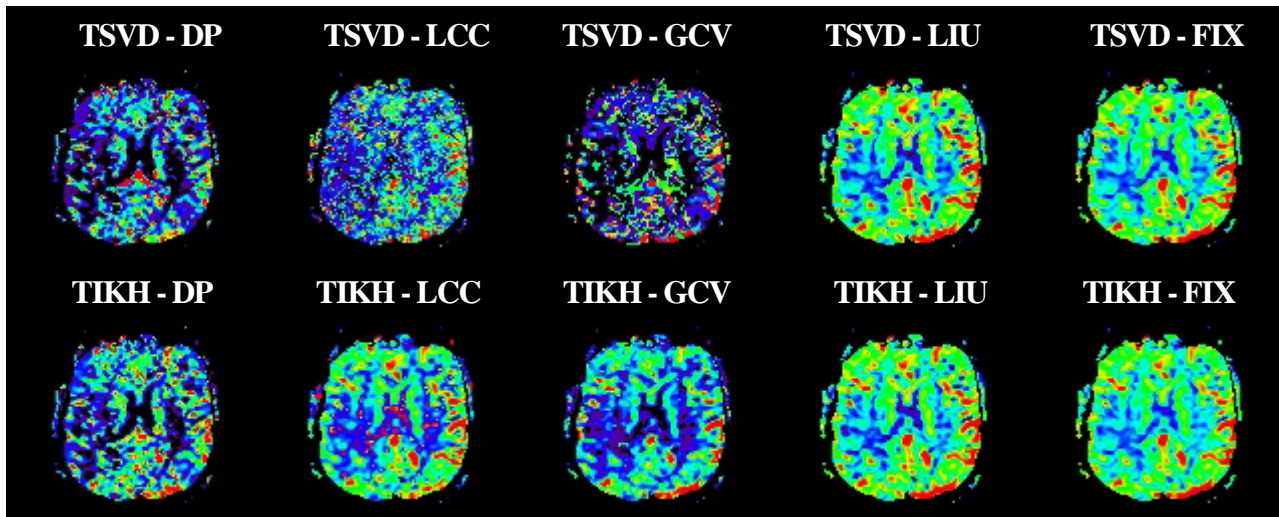 TSVD - DP TSVD - LCC TSVD - GCV TSVD - LIU TSVD - FIX
TIKH - DP TIKH - LCC TIKH - GCV TIKH - LIU TIKH - FIX